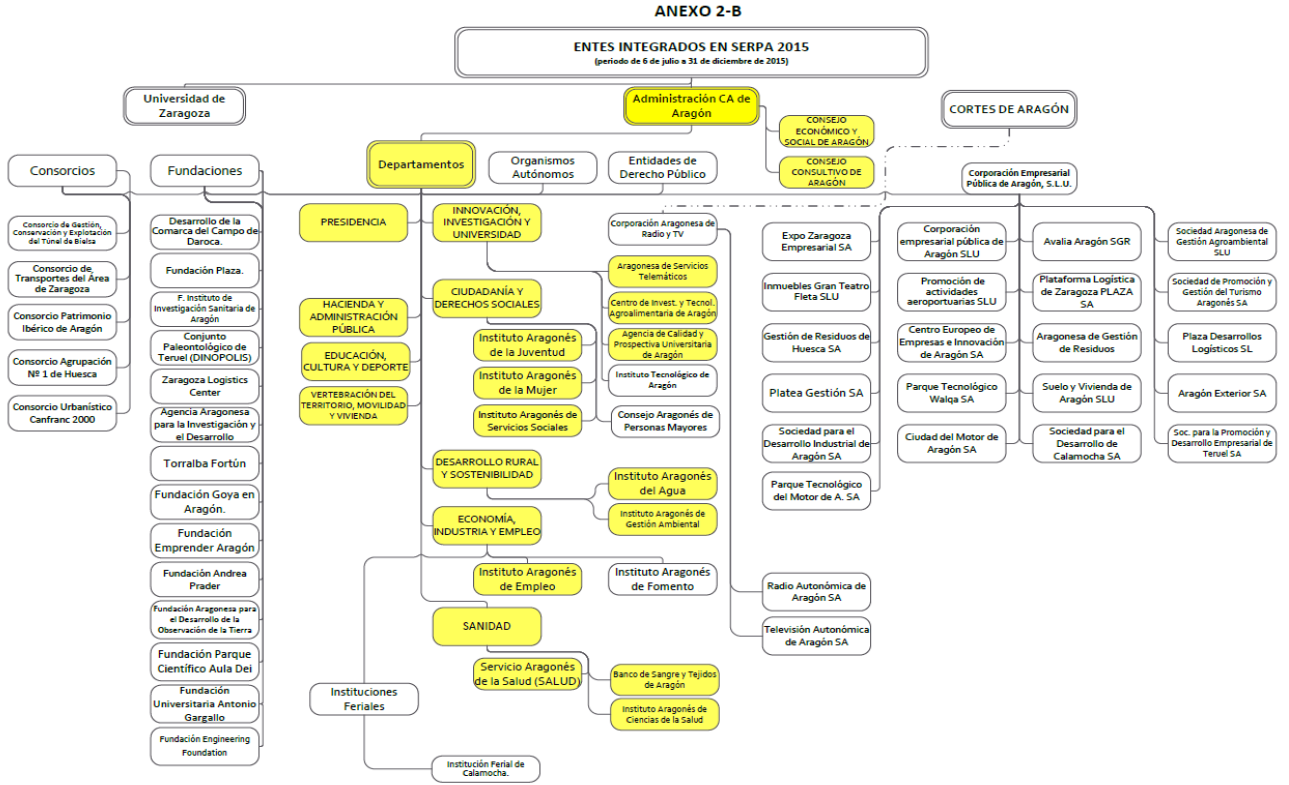 ANEXO 2-B
ENTES INTEGRADOS EN SERPA 2015
(periodo de 6 de julio a 31 de diciembre de 2015)
Universidad de
Zaragoza
Administración CA de
Aragón
CORTES DE ARAGÓN
CONSEJO
ECONÓMICO Y
SOCIAL DE ARAGÓN
CONSEJO
CONSULTIVO DE
ARAGÓN
Consorcios
Fundaciones
Departamentos
Organismos
Autónomos
Entidades de
Derecho Público
Corporación Empresarial
Pública de Aragón, S.L.U.
Consorcio de Gestión,
Conservación y Explotación
del Túnel de Bielsa
Consorcio de
Transportes del Área
de Zaragoza
Consorcio Patrimonio
Ibérico de Aragón
Consorcio Agrupación
Nº 1 de Huesca
Consorcio Urbanístico
Canfranc 2000
Desarrollo de la
Comarca del Campo de
Daroca.
Fundación Plaza.
F. Instituto de
Investigación Sanitaria de
Aragón
Conjunto
Paleontológico de
Teruel (DINOPOLIS)
Zaragoza Logistics
Center
Agencia Aragonesa
para la Investigación y
el Desarrollo
Torralba Fortún
Fundación Goya en
Aragón.
Fundación
Emprender Aragón
Fundación Andrea
Prader
Fundación Aragonesa para
el Desarrollo de la
Observación de la Tierra
Fundación Parque
Científico Aula Dei
Fundación
Universitaria Antonio
Gargallo
Fundación Engineering
Foundation
PRESIDENCIA
HACIENDA Y
ADMINISTRACIÓN
PÚBLICA
EDUCACIÓN,
CULTURA Y DEPORTE
VERTEBRACIÓN DEL
TERRITORIO, MOVILIDAD
Y VIVIENDA
INNOVACIÓN,
INVESTIGACIÓN Y
UNIVERSIDAD
CIUDADANÍA Y
DERECHOS SOCIALES
Instituto Aragonés
de la Juventud
Instituto Aragonés
de la Mujer
Instituto Aragonés de
Servicios Sociales
DESARROLLO RURAL
Y SOSTENIBILIDAD
ECONOMÍA,
INDUSTRIA Y EMPLEO
Instituto Aragonés
de Empleo
SANIDAD
Servicio Aragonés
de la Salud (SALUD)
Instituciones
Feriales
Institución Ferial de
Calamocha.
Corporación Aragonesa de
Radio y TV
Aragonesa de Servicios
Telemáticos
Centro de Invest. y Tecnol.
Agroalimentaria de Aragón
Agencia de Calidad y
Prospectiva Universitaria
de Aragón
Instituto Tecnológico de
Aragón
Consejo Aragonés de
Personas Mayores
Instituto Aragonés
del Agua
Instituto Aragonés de
Gestión Ambiental
Instituto Aragonés
de Fomento
Banco de Sangre y Tejidos
de Aragón
Instituto Aragonés de
Ciencias de la Salud
Expo Zaragoza
Empresarial SA
Inmuebles Gran Teatro
Fleta SLU
Gestión de Residuos de
Huesca SA
Platea Gestión SA
Sociedad para el
Desarrollo Industrial de
Aragón SA
Parque Tecnológico
del Motor de A. SA
Radio Autonómica de
Aragón SA
Televisión Autonómica
de Aragón SA
Corporación
empresarial pública de
Aragón SLU
Promoción de
actividades
aeroportuarias SLU
Centro Europeo de
Empresas e Innovación
de Aragón SA
Parque Tecnológico
Walqa SA
Ciudad del Motor de
Aragón SA
Avalia Aragón SGR
Plataforma Logística
de Zaragoza PLAZA
SA
Aragonesa de Gestión
de Residuos
Suelo y Vivienda de
Aragón SLU
Sociedad para el
Desarrollo de
Calamocha SA
Sociedad Aragonesa de
Gestión Agroambiental
SLU
Sociedad de Promoción y
Gestión del Turismo
Aragonés SA
Plaza Desarrollos
Logísticos SL
Aragón Exterior SA
Soc. para la Promoción y
Desarrollo Empresarial de
Teruel SA